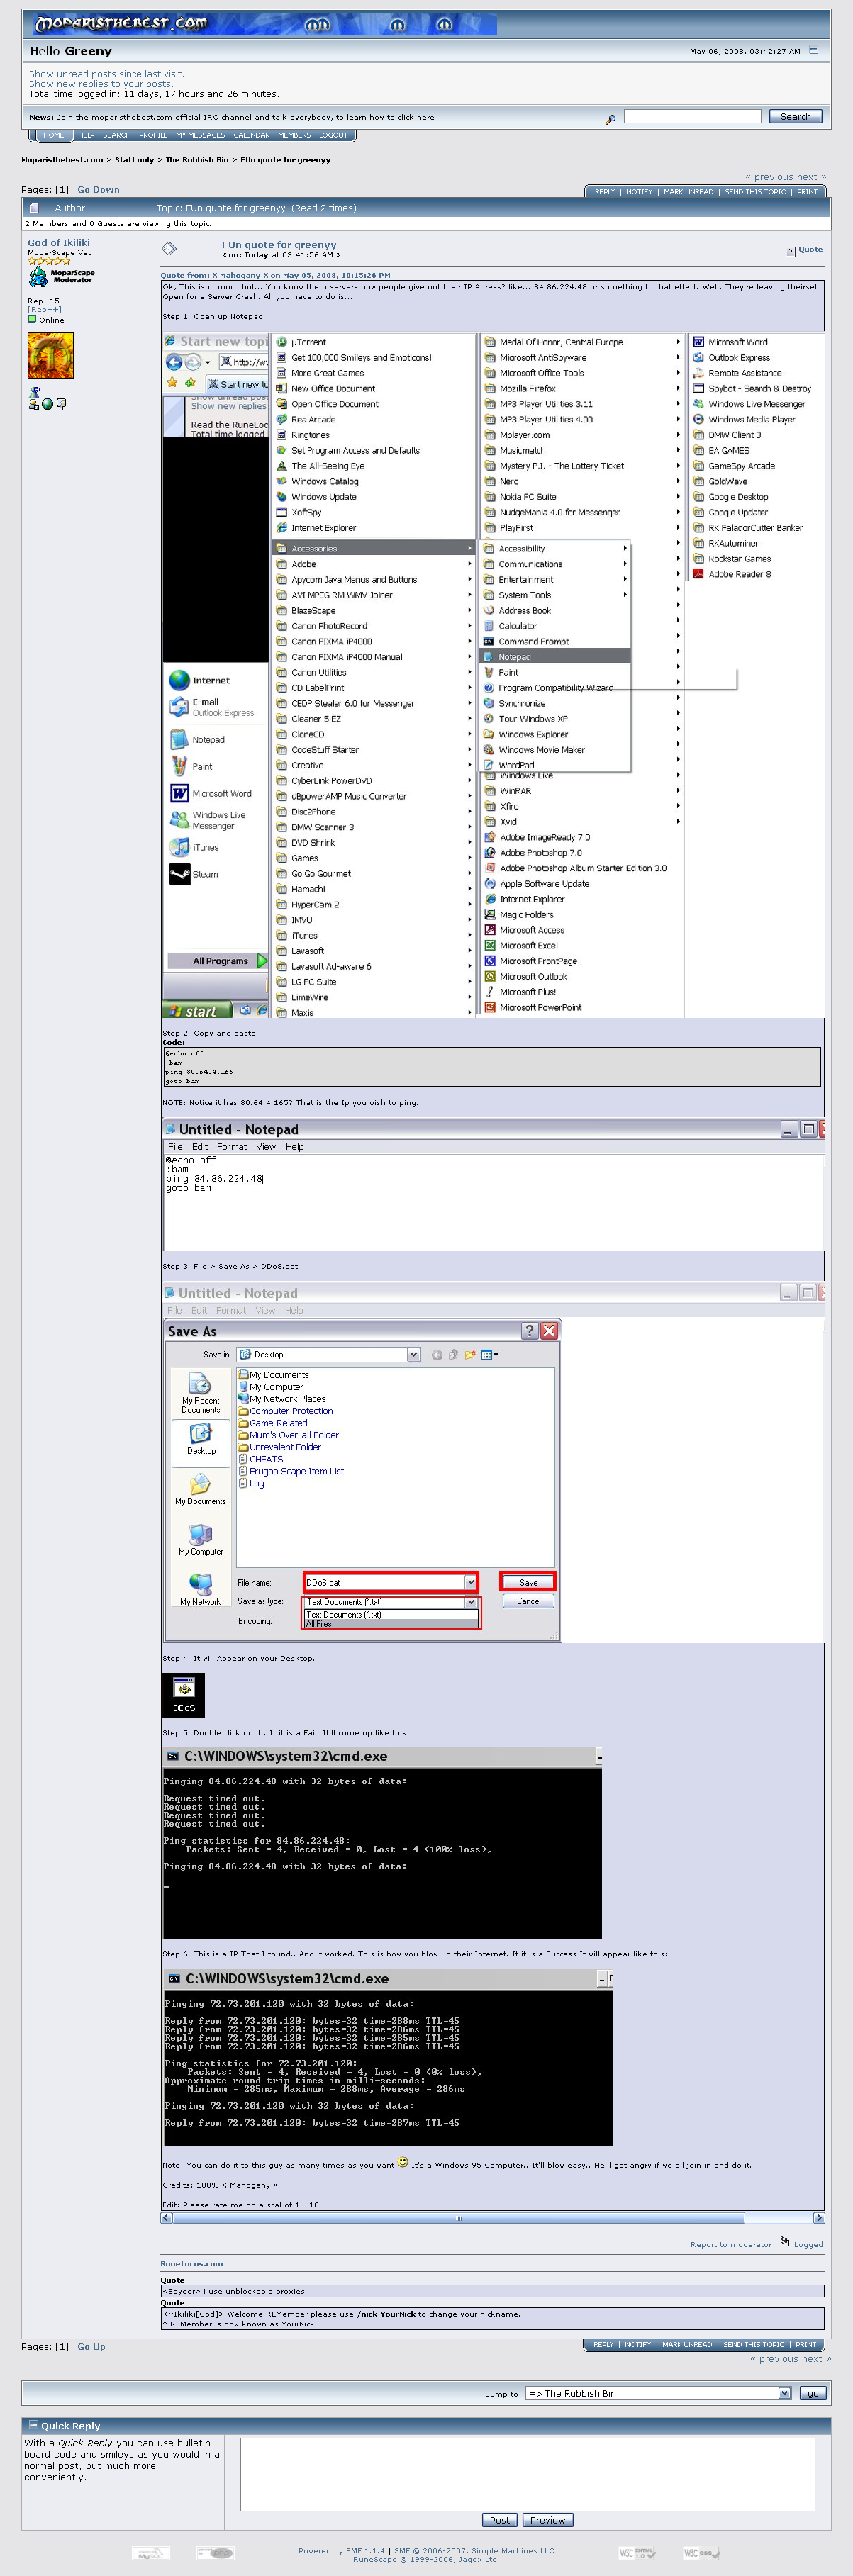 Moparisthebest.com
Hello Greeny
May 06, 2008, 03:42:27 AM
Show unread posts since last visit.
Show new replies to your posts.
Total time logged in: 11 days, 17 hours and 26 minutes.
News: Join the moparisthebest.com official IRC channel and talk everybody, to learn how to click here
Search
HOME HELP SEARCH PROFILE MY MESSAGES CALENDAR MEMBERS LOGOUT
Moparisthebest.com > Staff only > The Rubbish Bin > FUn quote for greenyy
« previous next »
Pages: [1] Go Down
REPLY | NOTIFY | MARK UNREAD | SEND THIS TOPIC | PRINT
Author Topic: FUn quote for greenyy (Read 2 times)
2 Members and 0 Guests are viewing this topic.
God of Ikiliki
MoparScape Vet
MoparScape
Moderator
Rep: 15
[Rep++]
Online
FUn quote for greenyy
« on: Today at 03:41:56 AM »
Quote
Quote from: X Mahogany X on May 05, 2008, 10:15:26 PM
Ok, This isn't much but... You know them servers how people give out their IP Adress? like... 84.86.224.48 or something to that effect. Well, They're leaving theirself
Open for a Server Crash. All you have to do is...
Step 1. Open up Notepad.
Start new topi
http://ww
Start new to
Show unread posts
Show new replies
Read the RuneLoc
Total time logged
Internet
E-mail
Outlook Express
Notepad
Paint
Microsoft Word
Windows Live
Messenger
iTunes
Steam
All Programs
start
µTorrent
Get 100,000 Smileys and Emoticons!
More Great Games
New Office Document
Open Office Document
RealArcade
Ringtones
Set Program Access and Defaults
The All-Seeing Eye
Windows Catalog
Windows Update
XoftSpy
Internet Explorer
Accessories
Adobe
Apycom Java Menus and Buttons
AVI MPEG RM WMV Joiner
BlazeScape
Canon PhotoRecord
Canon PIXMA iP4000
Canon PIXMA iP4000 Manual
Canon Utilities
CD-LabelPrint
CEDP Stealer 6.0 for Messenger
Cleaner 5 EZ
CloneCD
CodeStuff Starter
Creative
CyberLink PowerDVD
dBpowerAMP Music Converter
Disc2Phone
DMW Scanner 3
DVD Shrink
Games
Go Go Gourmet
Hamachi
HyperCam 2
IMVU
iTunes
Lavasoft
Lavasoft Ad-aware 6
LG PC Suite
LimeWire
Maxis
Medal Of Honor, Central Europe
Microsoft AntiSpyware
Microsoft Office Tools
Mozilla Firefox
MP3 Player Utilities 3.11
MP3 Player Utilities 4.00
Mplayer.com
Musicmatch
Mystery P.I. - The Lottery Ticket
Nero
Nokia PC Suite
NudgeMania 4.0 for Messenger
PlayFirst
Accessibility
Communications
Entertainment
System Tools
Address Book
Calculator
Command Prompt
Notepad
Paint
Program Compatibility Wizard
Synchronize
Tour Windows XP
Windows Explorer
Windows Movie Maker
WordPad
Windows Live
WinRAR
Xfire
Xvid
Adobe ImageReady 7.0
Adobe Photoshop 7.0
Adobe Photoshop Album Starter Edition 3.0
Apple Software Update
Internet Explorer
Magic Folders
Microsoft Access
Microsoft Excel
Microsoft FrontPage
Microsoft Outlook
Microsoft Plus!
Microsoft PowerPoint
Microsoft Word
Outlook Express
Remote Assistance
Spybot - Search & Destroy
Windows Live Messenger
Windows Media Player
DMW Client 3
EA GAMES
GameSpy Arcade
GoldWave
Google Desktop
Google Updater
RK FaladorCutter Banker
RKAutominer
Rockstar Games
Adobe Reader 8
Step 2. Copy and paste
Code:
@echo off
:bam
ping 80.64.4.165
goto bam
NOTE: Notice it has 80.64.4.165? That is the Ip you wish to ping.
Untitled - Notepad
File Edit Format View Help
@echo off
:bam
ping 84.86.224.48
goto bam
Step 3. File > Save As > DDoS.bat
Untitled - Notepad
File Edit Format View Help
Save As
Save in: Desktop
My Recent
Documents
Desktop
My Documents
My Computer
My Network
My Documents
My Computer
My Network Places
Computer Protection
Game-Related
Mum's Over-all Folder
Unrevalent Folder
CHEATS
Frugoo Scape Item List
Log
File name: DDoS.bat Save
Save as type: Text Documents (*.txt) Cancel
Text Documents (*.txt)
Encoding: All Files
Step 4. It will Appear on your Desktop.
DDoS
Step 5. Double click on it.. If it is a Fail. It'll come up like this:
C:\WINDOWS\system32\cmd.exe
Pinging 84.86.224.48 with 32 bytes of data:
Request timed out.
Request timed out.
Request timed out.
Request timed out.
Ping statistics for 84.86.224.48:
Packets: Sent = 4, Received = 0, Lost = 4 (100% loss),
Pinging 84.86.224.48 with 32 bytes of data:
Step 6. This is a IP That I found.. And it worked. This is how you blow up their Internet. If it is a Success It will appear like this:
C:\WINDOWS\system32\cmd.exe
Pinging 72.73.201.120 with 32 bytes of data:
Reply from 72.73.201.120: bytes=32 time=288ms TTL=45
Reply from 72.73.201.120: bytes=32 time=286ms TTL=45
Reply from 72.73.201.120: bytes=32 time=285ms TTL=45
Reply from 72.73.201.120: bytes=32 time=286ms TTL=45
Ping statistics for 72.73.201.120:
Packets: Sent = 4, Received = 4, Lost = 0 (0% loss),
Approximate round trip times in milli-seconds:
Minimum = 285ms, Maximum = 288ms, Average = 286ms
Pinging 72.73.201.120 with 32 bytes of data:
Reply from 72.73.201.120: bytes=32 time=287ms TTL=45
Note: You can do it to this guy as many times as you want It's a Windows 95 Computer.. It'll blow easy.. He'll get angry if we all join in and do it.
Credits: 100% X Mahogany X.
Edit: Please rate me on a scal of 1 - 10.
Report to moderator Logged
RuneLocus.com
Quote
<Spyder> i use unblockable proxies
Quote
<~Ikiliki[God]> Welcome RLMember please use /nick YourNick to change your nickname.
* RLMember is now known as YourNick
Pages: [1] Go Up
REPLY | NOTIFY | MARK UNREAD | SEND THIS TOPIC | PRINT
« previous next »
Jump to: => The Rubbish Bin go
Quick Reply
With a Quick-Reply you can use bulletin
board code and smileys as you would in a
normal post, but much more
conveniently.
Post Preview
Powered by SMF 1.1.4 | SMF © 2006-2007, Simple Machines LLC
RuneScape © 1999-2006, Jagex Ltd.